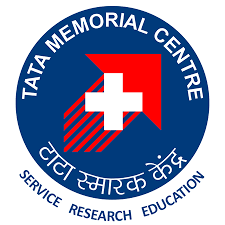 TATA MEMORIAL CENTRE
टाटा स्मारक केंद्र
SERVICE RESEARCH EDUCATION